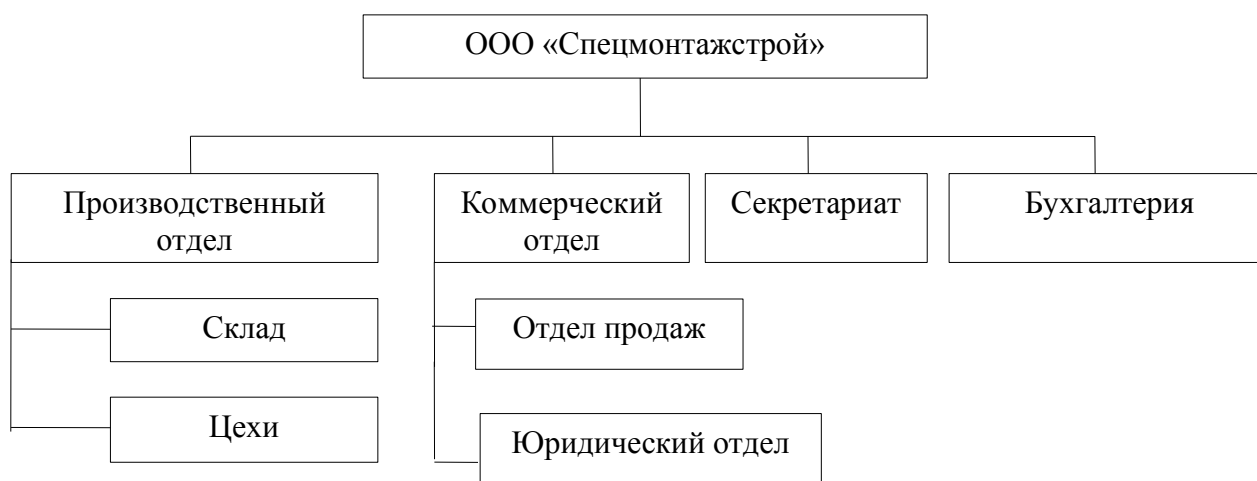 ООО «Спецмонтажстрой»
Производственный
отдел
Коммерческий
отдел
Секретариат
Бухгалтерия
Склад
Отдел продаж
Цехи
Юридический отдел